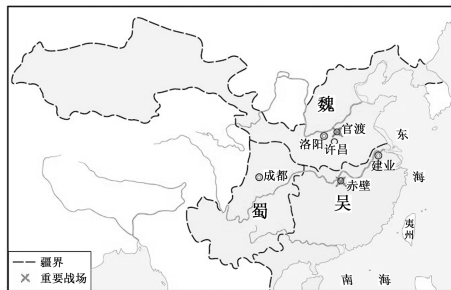 魏
官渡
洛阳
许昌
东
海
建业
成都
赤壁
蜀
吴
夷
州
疆界
重要战场
南 海